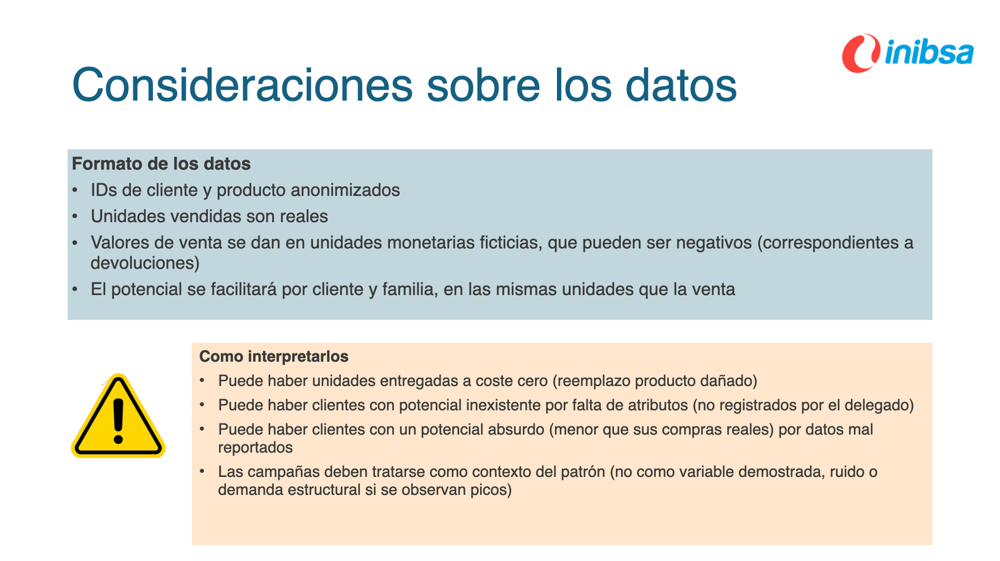 inibsa
Consideraciones sobre los datos
Formato de los datos
• IDs de cliente y producto anonimizados
• Unidades vendidas son reales
• Valores de venta se dan en unidades monetarias ficticias, que pueden ser negativos (correspondientes a
devoluciones)
• El potencial se facilitará por cliente y familia, en las mismas unidades que la venta
Como interpretarlos
• Puede haber unidades entregadas a coste cero (reemplazo producto dañado)
• Puede haber clientes con potencial inexistente por falta de atributos (no registrados por el delegado)
• Puede haber clientes con un potencial absurdo (menor que sus compras reales) por datos mal
reportados
• Las campañas deben tratarse como contexto del patrón (no como variable demostrada, ruido o
demanda estructural si se observan picos)